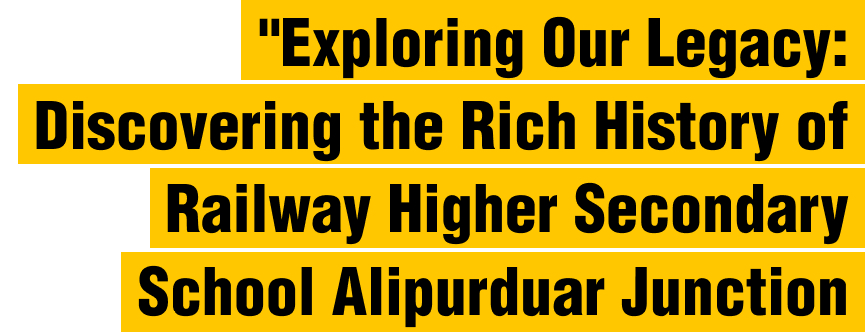 "Exploring Our Legacy:
Discovering the Rich History of
Railway Higher Secondary
School Alipurduar Junction